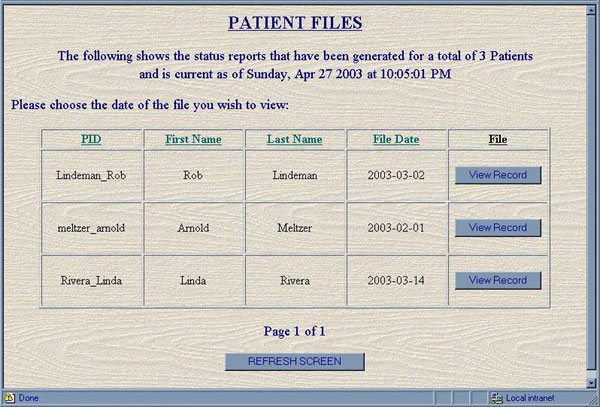 PATIENT FILES
The following shows the status reports that have been generated for a total of 3 Patients
and is current as of Sunday, Apr 27 2003 at 10:05:01 PM
Please choose the date of the file you wish to view:
PID First Name Last Name File Date File
Lindeman_Rob Rob Lindeman 2003-03-02 View Record
meltzer_arnold Arnold Meltzer 2003-02-01 View Record
Rivera_Linda Linda Rivera 2003-03-14 View Record
Page 1 of 1
REFRESH SCREEN
Done Local intranet